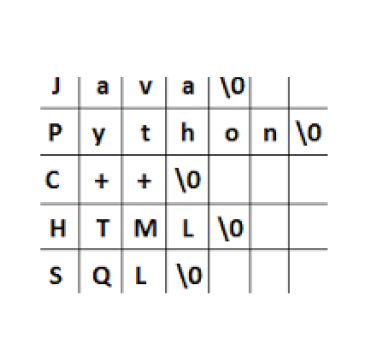 J a v a \0
P y t h o n \0
C + + \0
H T M L \0
S Q L \0